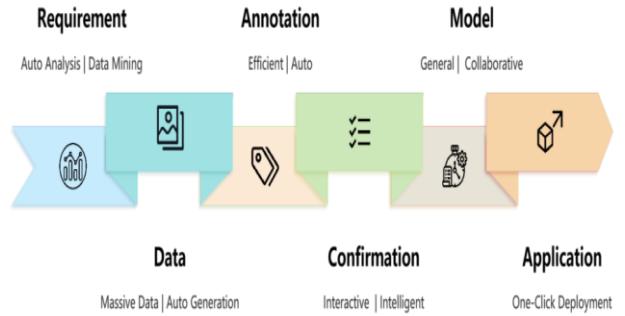 Requirement
Auto Analysis | Data Mining
Annotation
Efficient | Auto
Model
General | Collaborative
Data
Massive Data | Auto Generation
Confirmation
Interactive | Intelligent
Application
One-Click Deployment